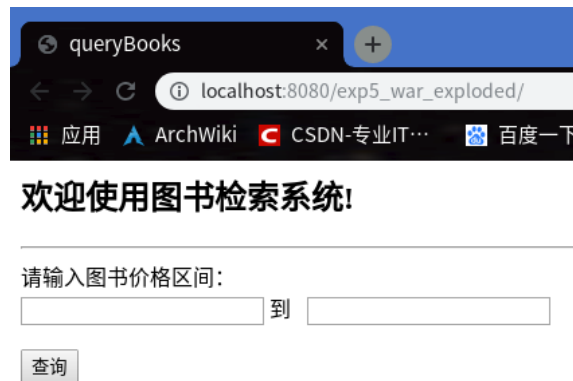 queryBooks
localhost:8080/exp5_war_exploded/
应用 ArchWiki CSDN-专业IT… 百度一下
欢迎使用图书检索系统!
请输入图书价格区间:
到
查询